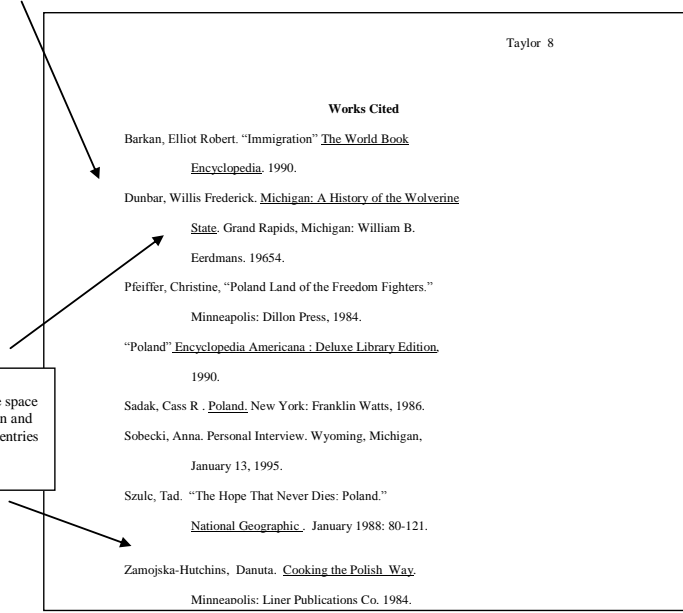 Taylor 8
Works Cited
Barkan, Elliot Robert. “Immigration” The World Book
Encyclopedia. 1990.
Dunbar, Willis Frederick. Michigan: A History of the Wolverine
State. Grand Rapids, Michigan: William B.
Eerdmans. 19654.
Pfeiffer, Christine, “Poland Land of the Freedom Fighters.”
Minneapolis: Dillon Press, 1984.
“Poland” Encyclopedia Americana : Deluxe Library Edition,
1990.
Sadak, Cass R . Poland. New York: Franklin Watts, 1986.
Sobecki, Anna. Personal Interview. Wyoming, Michigan,
January 13, 1995.
Szulc, Tad. “The Hope That Never Dies: Poland.”
National Geographic . January 1988: 80-121.
Zamojska-Hutchins, Danuta. Cooking the Polish Way.
Minneapolis: Liner Publications Co. 1984.
space
and
entries